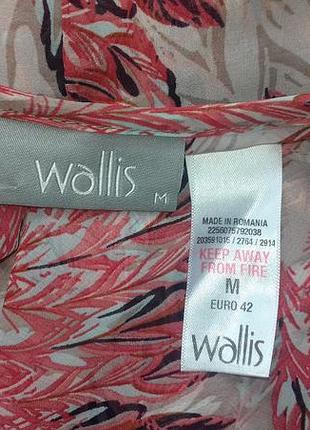 Wallis
M
MADE IN ROMANIA
2256075792038
203591015 / 2764 / 2914
KEEP AWAY
FROM FIRE
M
EURO 42
Wallis